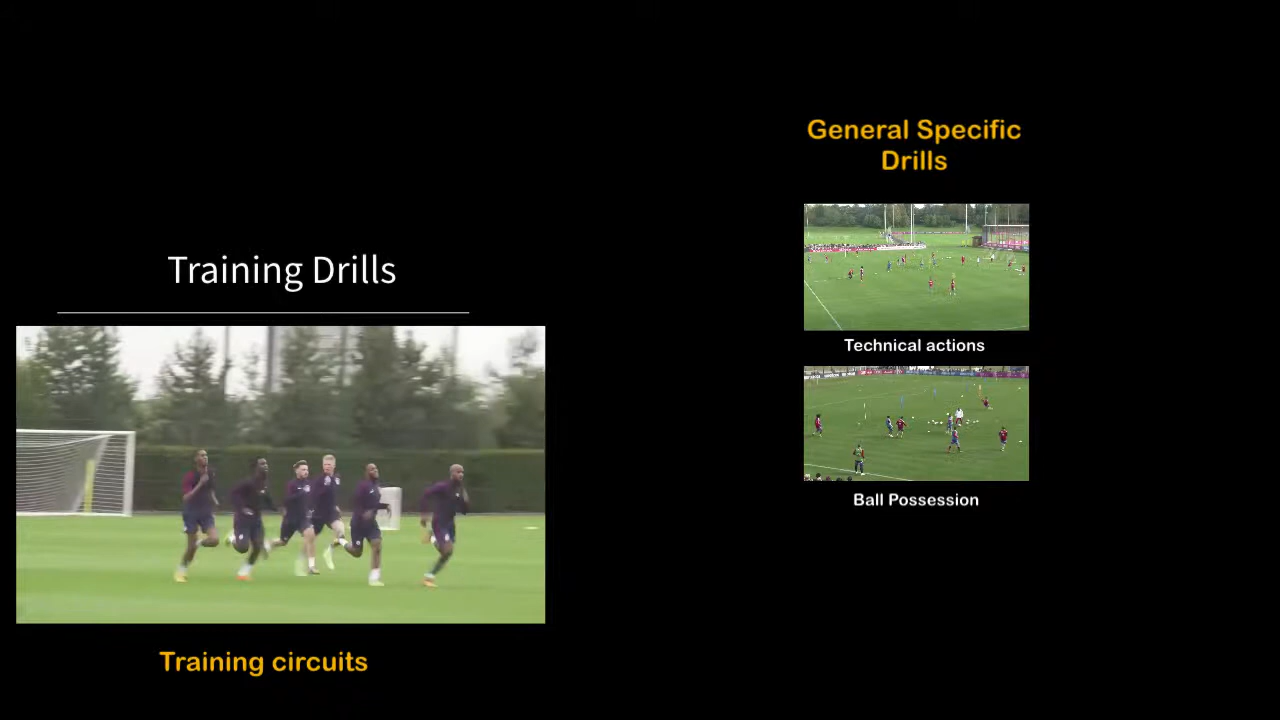 Training Drills
Training circuits
General Specific
Drills
Technical actions
Ball Possession